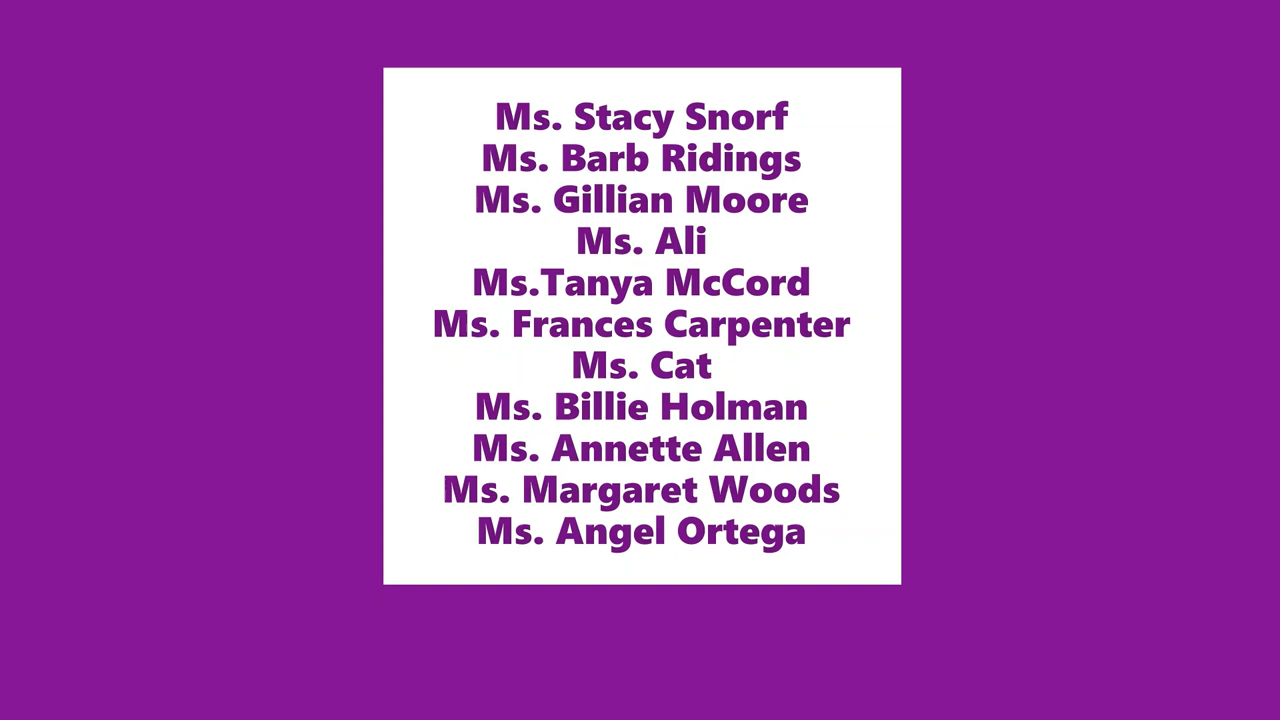 Ms. Stacy Snorf
Ms. Barb Ridings
Ms. Gillian Moore
Ms. Ali
Ms.Tanya McCord
Ms. Frances Carpenter
Ms. Cat
Ms. Billie Holman
Ms. Annette Allen
Ms. Margaret Woods
Ms. Angel Ortega